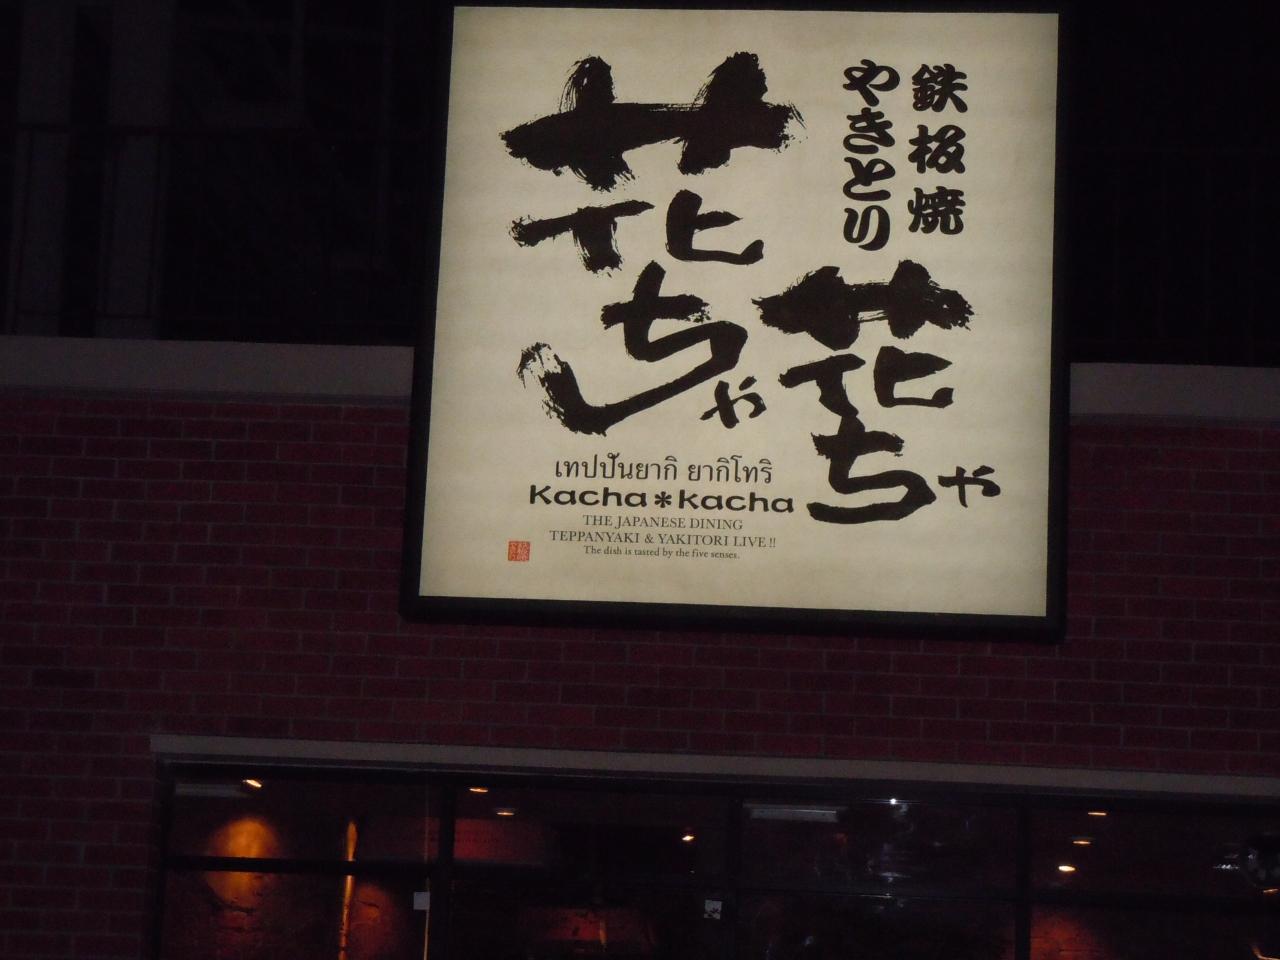 鉄板焼
やきとり
花ちゃ
花ちゃ
เทปปันยากิ ยากิโทริ
Kacha*kacha
THE JAPANESE DINING
TEPPANYAKI & YAKITORI LIVE!!
The dish is tasted by the five senses.